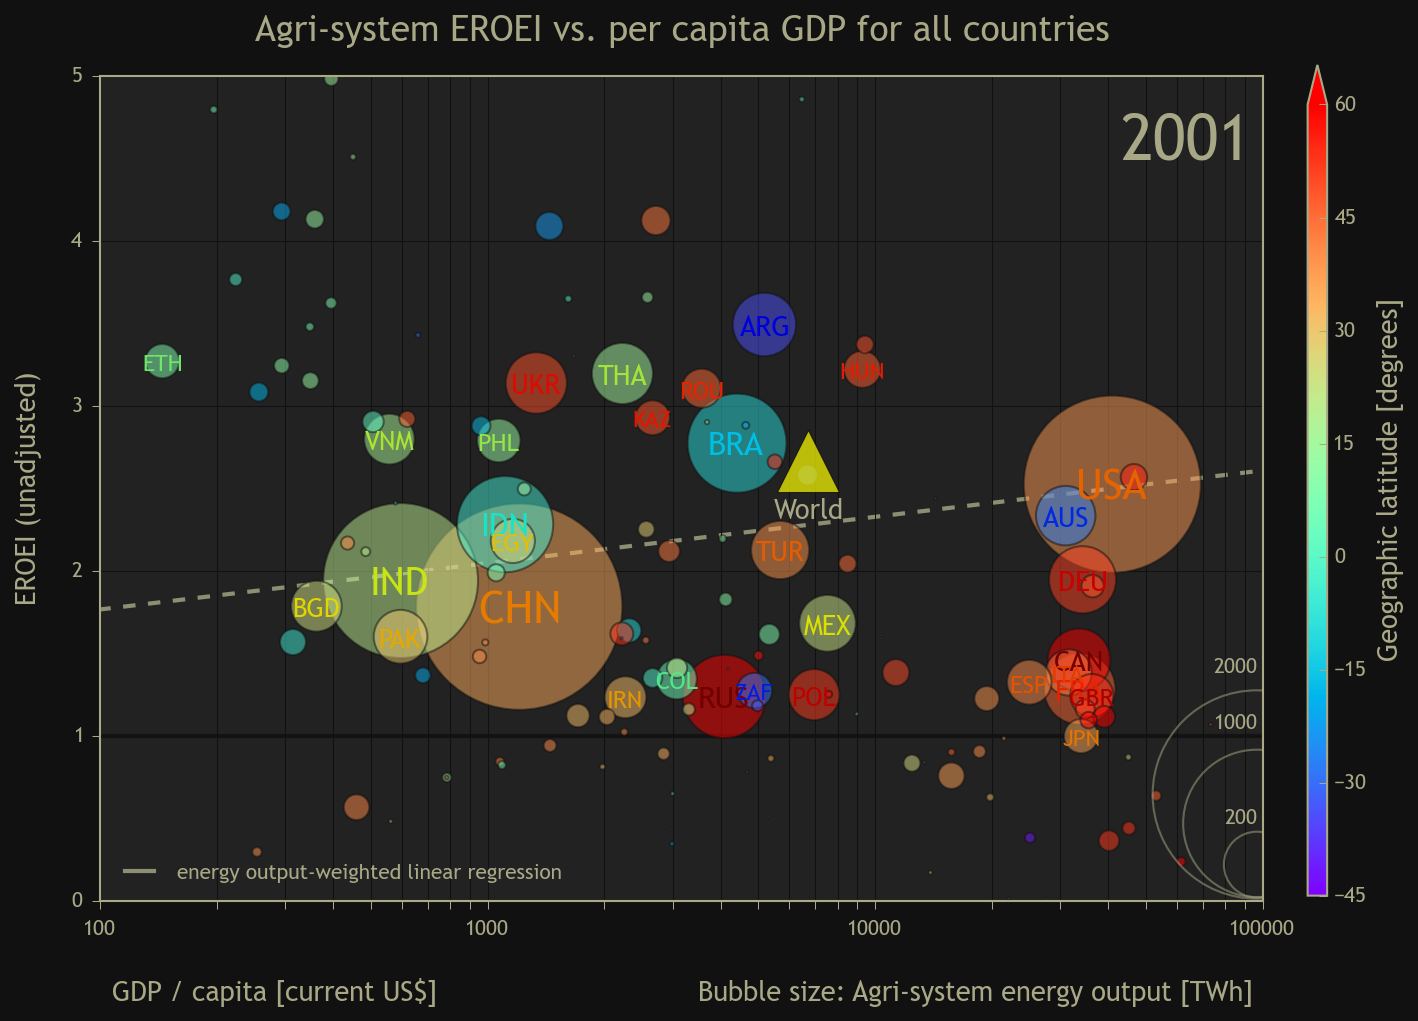 Agri-system EROEI vs. per capita GDP for all countries
2001
5
4
3
2
1
0
EROEI (unadjusted)
ETH
UKR
THA
ARG
ROU
HUN
KAZ
VNM
PHL
BRA
World
USA
AUS
IDN
EGY
TUR
IND
CHN
DEU
BGD
PAK
MEX
CAN
COL
IRN
RUS
ZAF
POL
ESP
GBR
JPN
2000
1000
200
energy output-weighted linear regression
100
1000
10000
100000
GDP / capita [current US$]
Bubble size: Agri-system energy output [TWh]
60
45
30
15
0
−15
−30
−45
Geographic latitude [degrees]